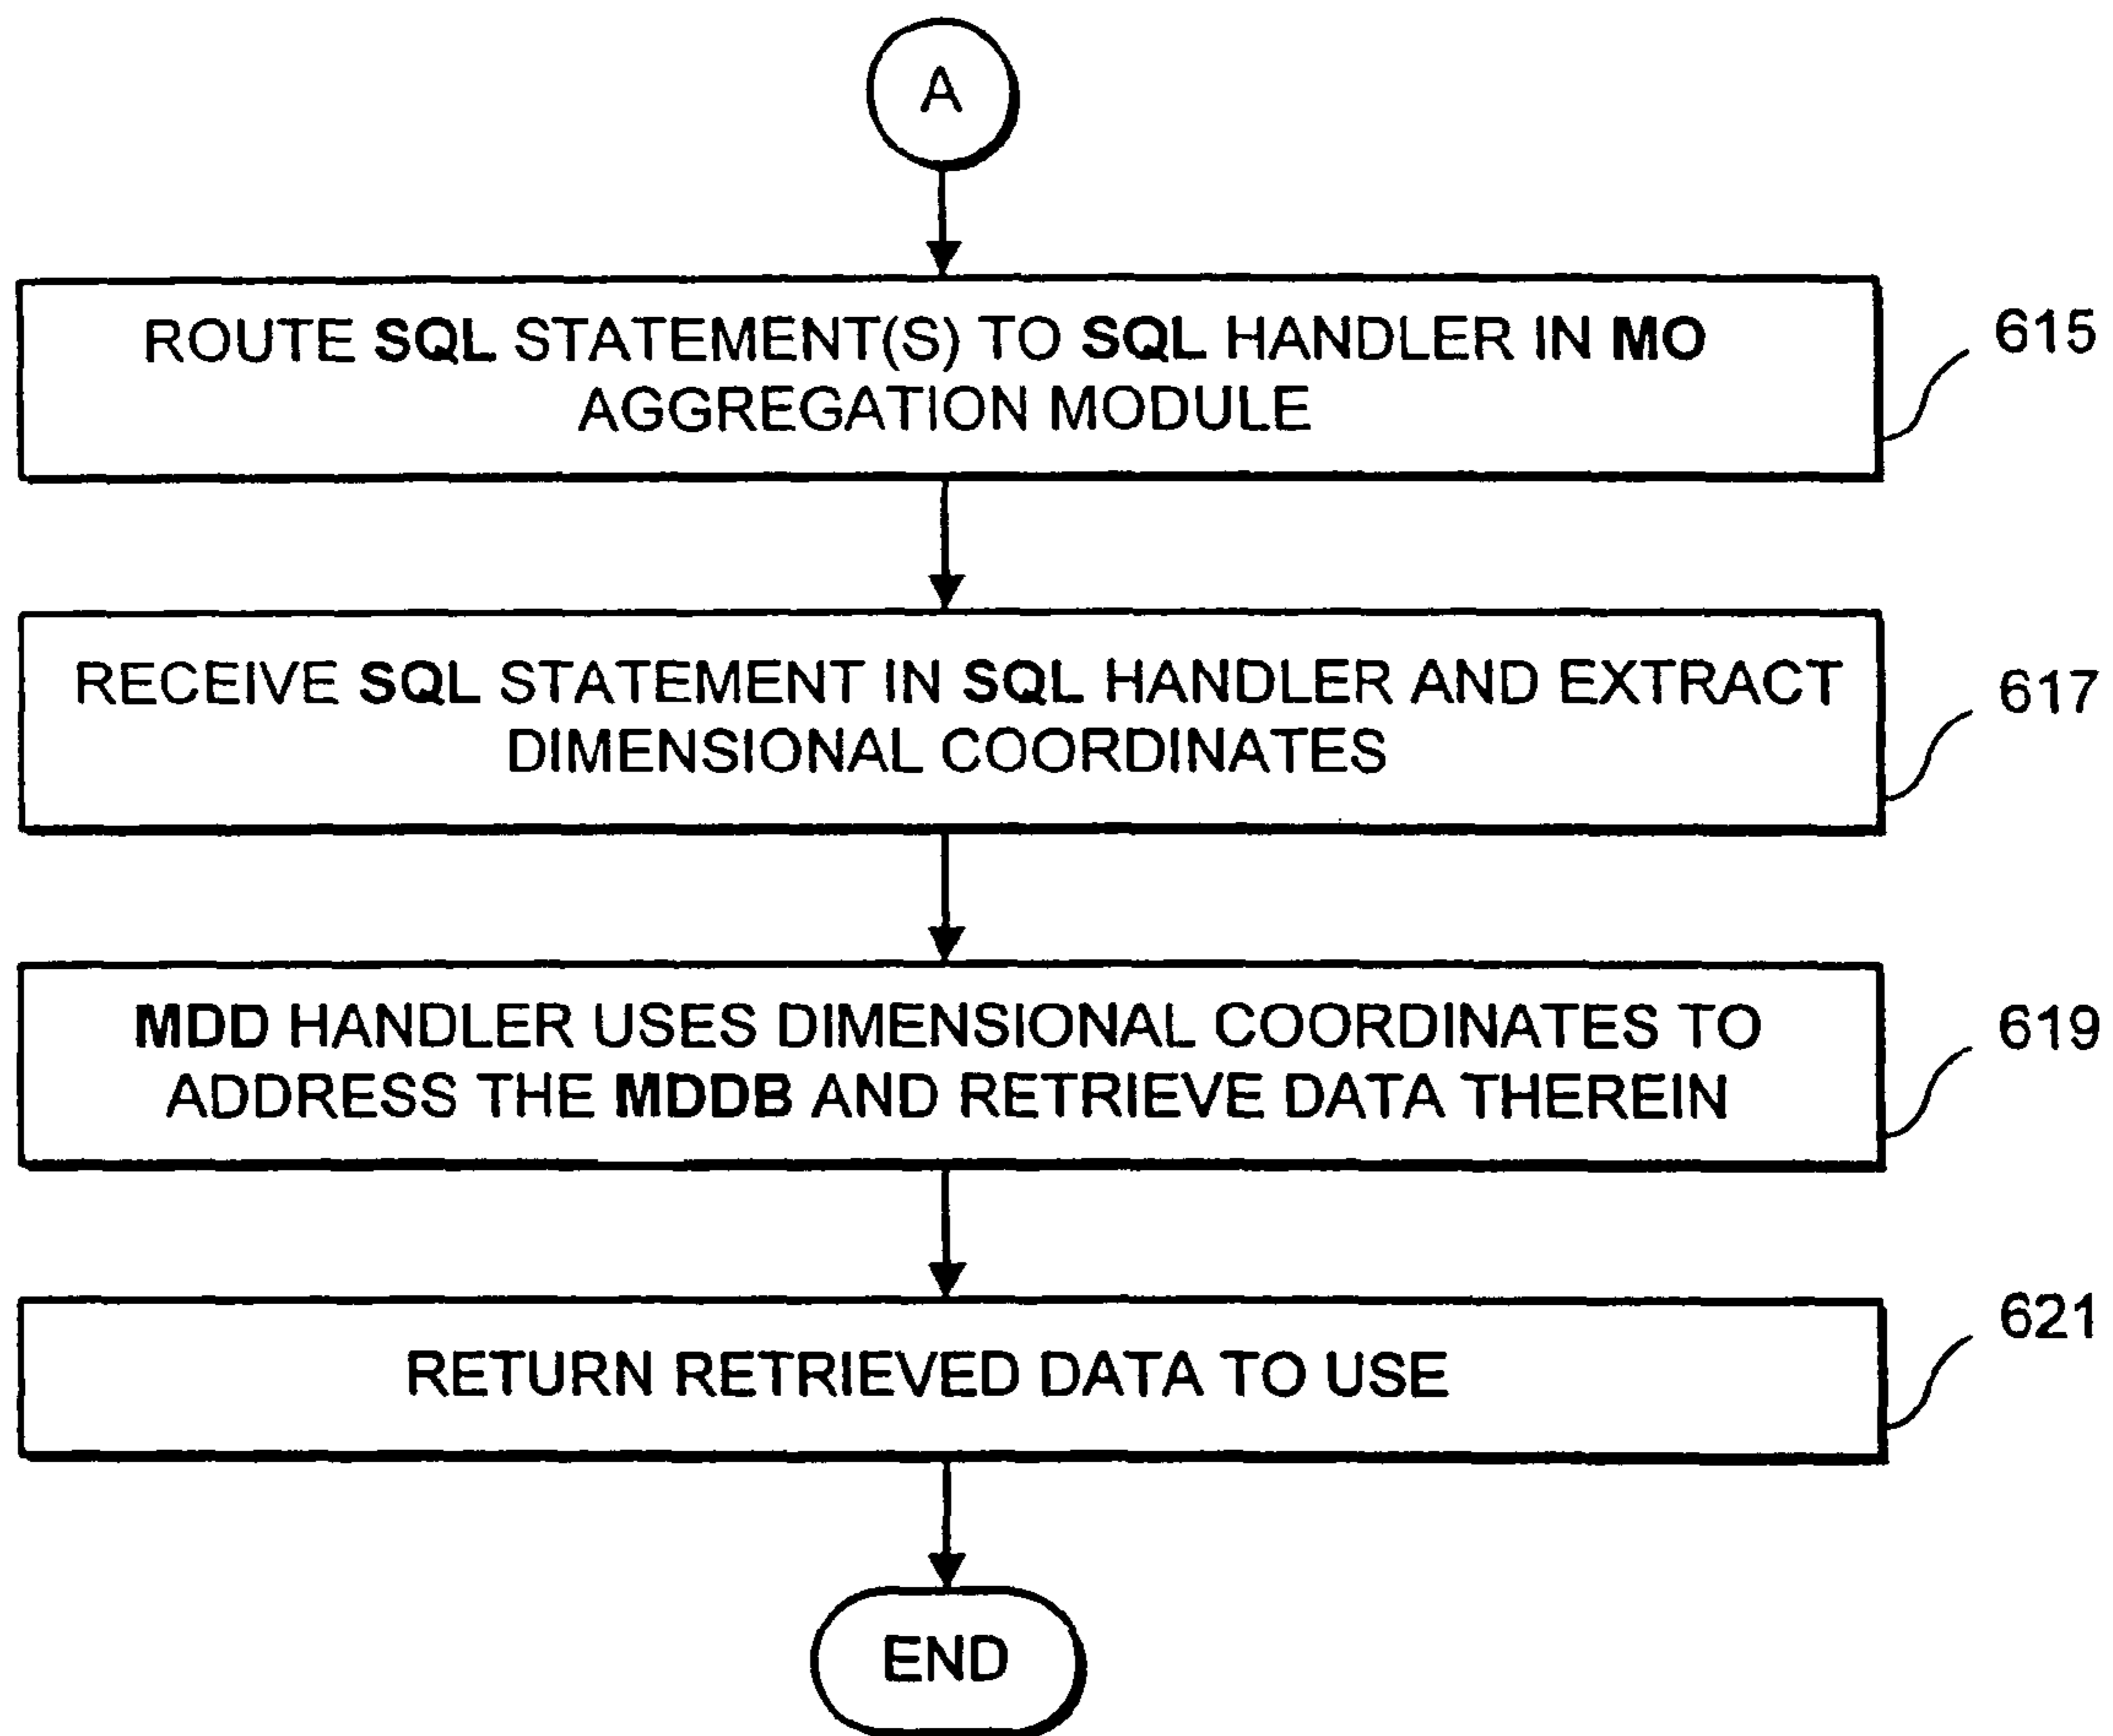 A
ROUTE SQL STATEMENT(S) TO SQL HANDLER IN MO
AGGREGATION MODULE
615
RECEIVE SQL STATEMENT IN SQL HANDLER AND EXTRACT
DIMENSIONAL COORDINATES
617
MDD HANDLER USES DIMENSIONAL COORDINATES TO
ADDRESS THE MDDB AND RETRIEVE DATA THEREIN
619
RETURN RETRIEVED DATA TO USE
621
END